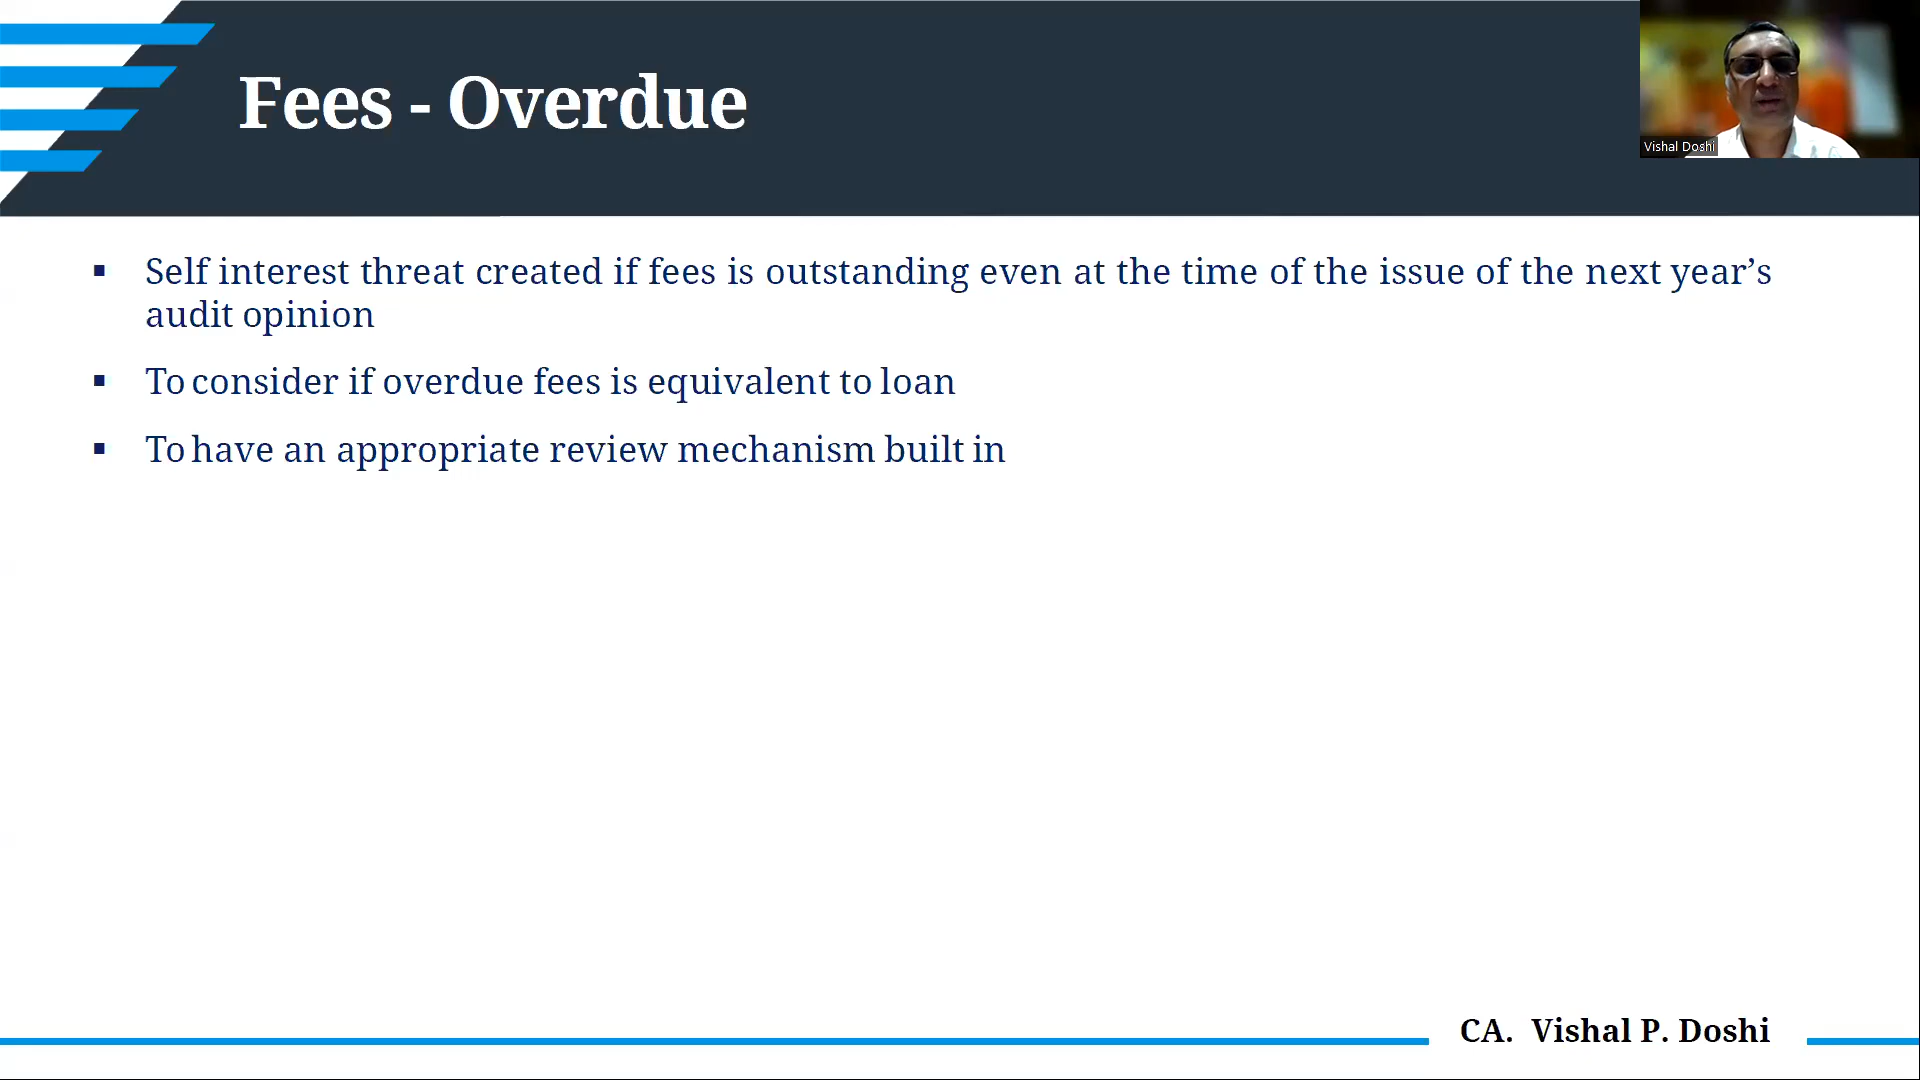 Fees - Overdue
Vishal Doshi
▪ Self interest threat created if fees is outstanding even at the time of the issue of the next year’s
audit opinion
▪ To consider if overdue fees is equivalent to loan
▪ To have an appropriate review mechanism built in
CA. Vishal P. Doshi